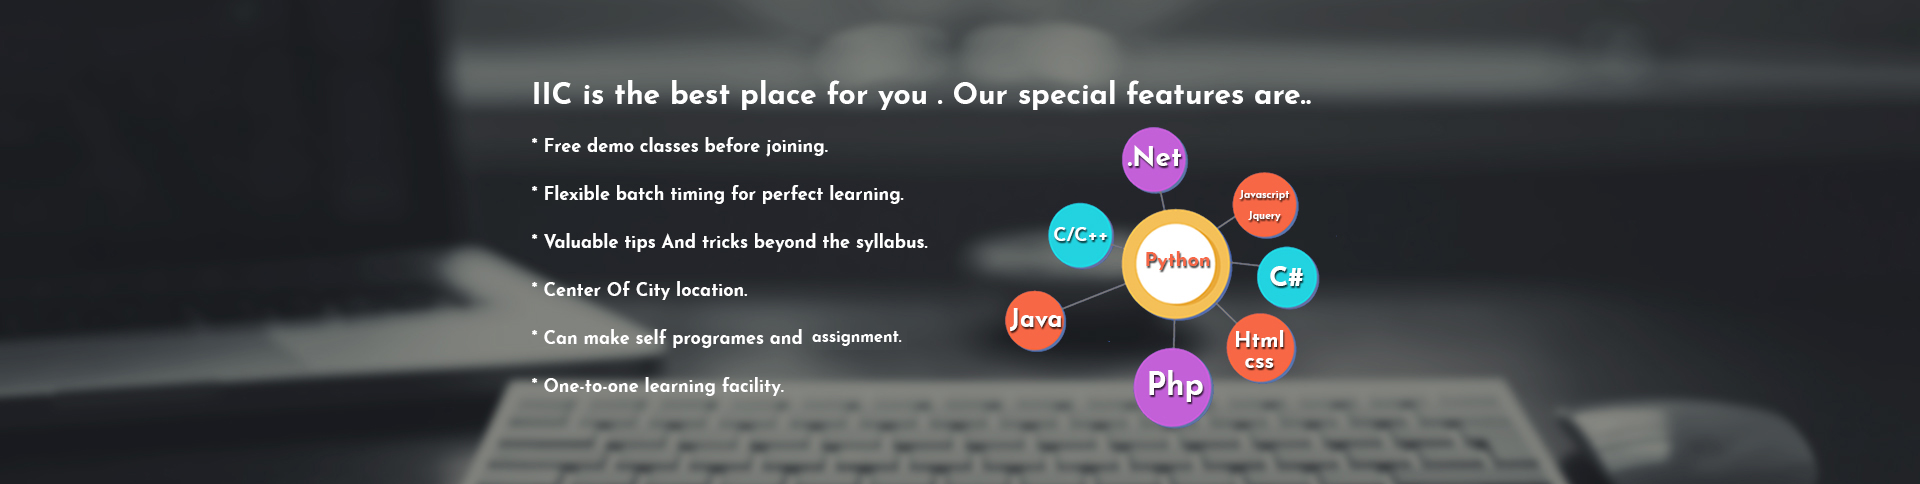 IIC is the best place for you . Our special features are..
* Free demo classes before joining.
* Flexible batch timing for perfect learning.
* Valuable tips And tricks beyond the syllabus.
* Center Of City location.
* Can make self programes and assignment.
* One-to-one learning facility.
.Net
Javascript
Jquery
C/C++
Python
C#
Java
Html
css
Php